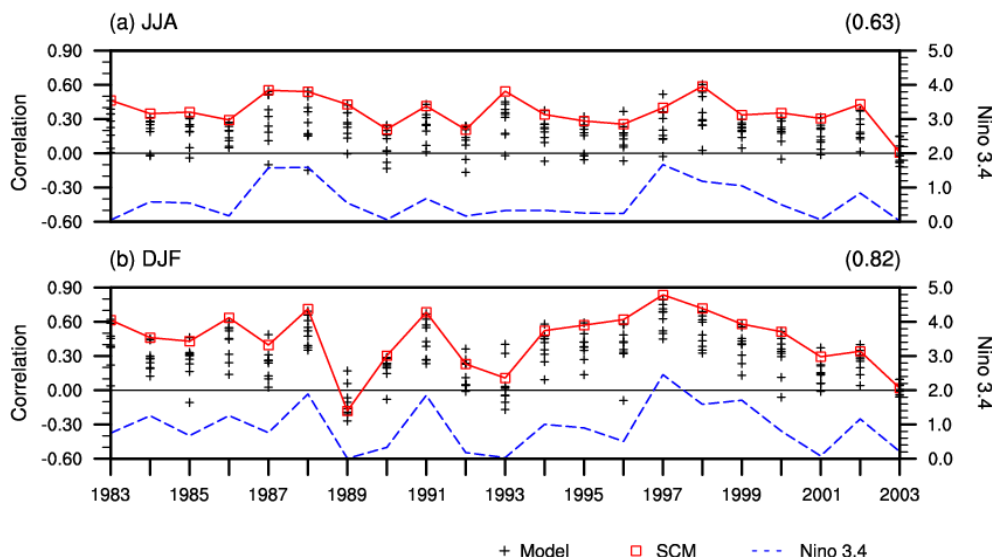 (a) JJA (0.63)
0.90 5.0
0.60 4.0
0.30 3.0
0.00 2.0
-0.30 1.0
-0.60 0.0
Correlation
Nino 3.4
(b) DJF (0.82)
0.90 5.0
0.60 4.0
0.30 3.0
0.00 2.0
-0.30 1.0
-0.60 0.0
Correlation
Nino 3.4
1983 1985 1987 1989 1991 1993 1995 1997 1999 2001 2003
Model SCM Nino 3.4